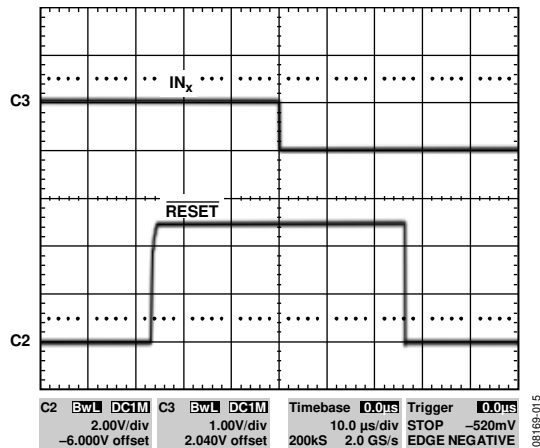 IN<sub>x</sub>
C3
RESET
C2
C2 BwL DC1M C3 BwL DC1M Timebase 0.0µs Trigger 0.0µs
2.00V/div 1.00V/div 10.0 µs/div STOP –520mV
–6.000V offset 2.040V offset 200kS 2.0 GS/s EDGE NEGATIVE
08169-015